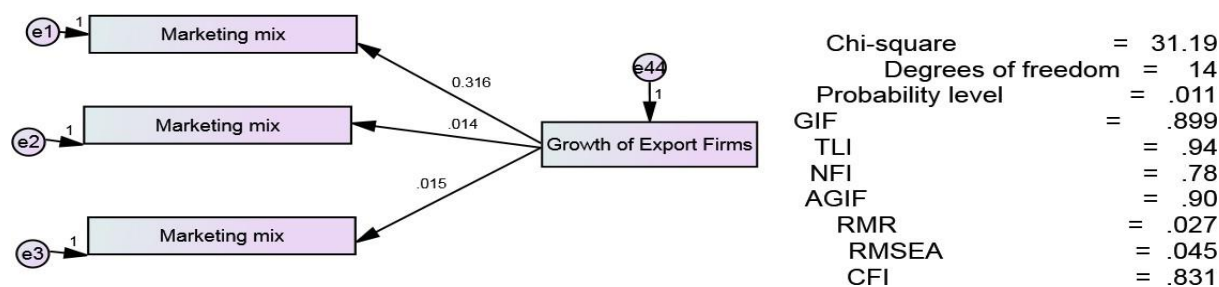 e1
1
Marketing mix
0.316
e44
1
e2
1
Marketing mix
.014
Growth of Export Firms
.015
e3
1
Marketing mix
Chi-square = 31.19
Degrees of freedom = 14
Probability level = .011
GIF = .899
TLI = .94
NFI = .78
AGIF = .90
RMR = .027
RMSEA = .045
CFI = .831